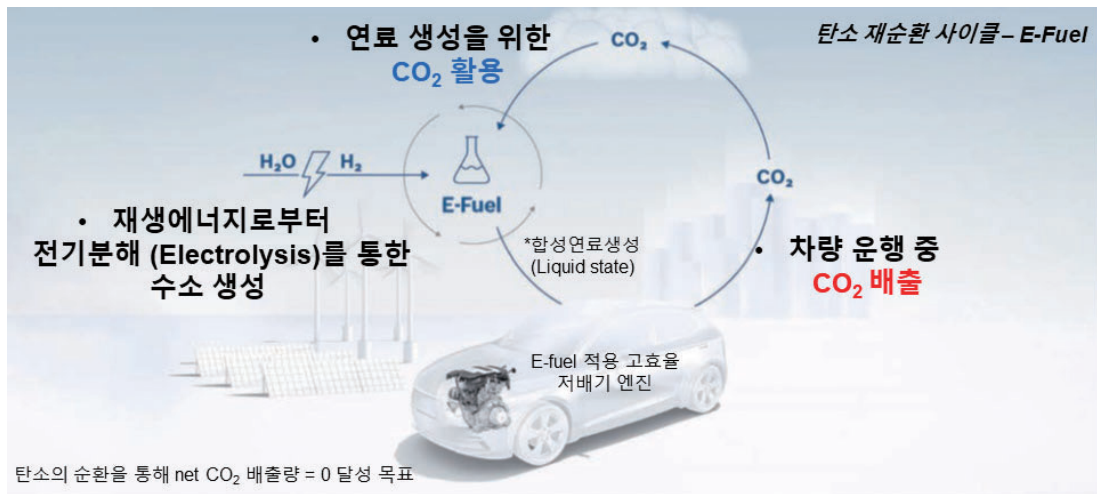 탄소 재순환 사이클 – E-Fuel
• 연료 생성을 위한
CO₂ 활용
CO₂
H₂O H₂
E-Fuel
CO₂
• 재생에너지로부터
전기분해 (Electrolysis)를 통한
수소 생성
*합성연료생성
(Liquid state)
• 차량 운행 중
CO₂ 배출
E-fuel 적용 고효율
저배기 엔진
탄소의 순환을 통해 net CO₂ 배출량 = 0 달성 목표